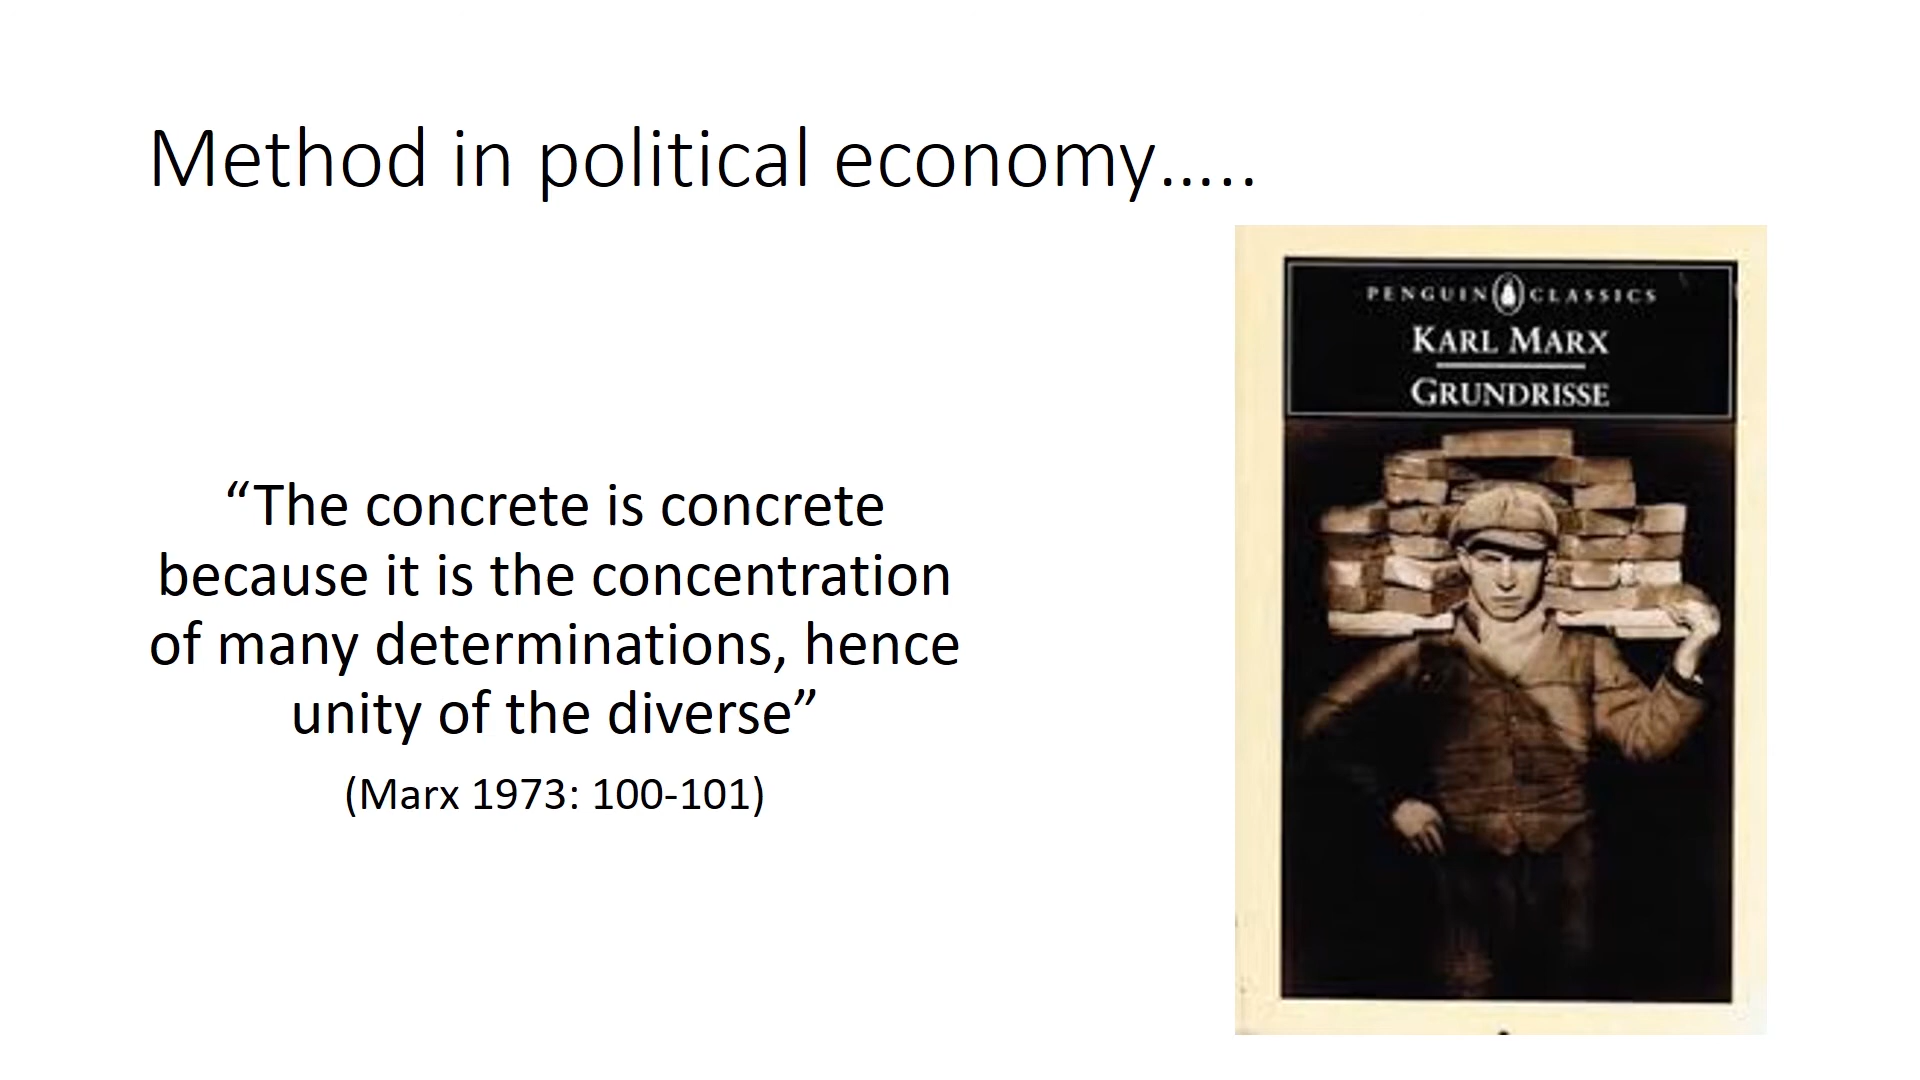 Method in political economy…..
“The concrete is concrete
because it is the concentration
of many determinations, hence
unity of the diverse”
(Marx 1973: 100-101)
PENGUIN CLASSICS
KARL MARX
GRUNDRISSE